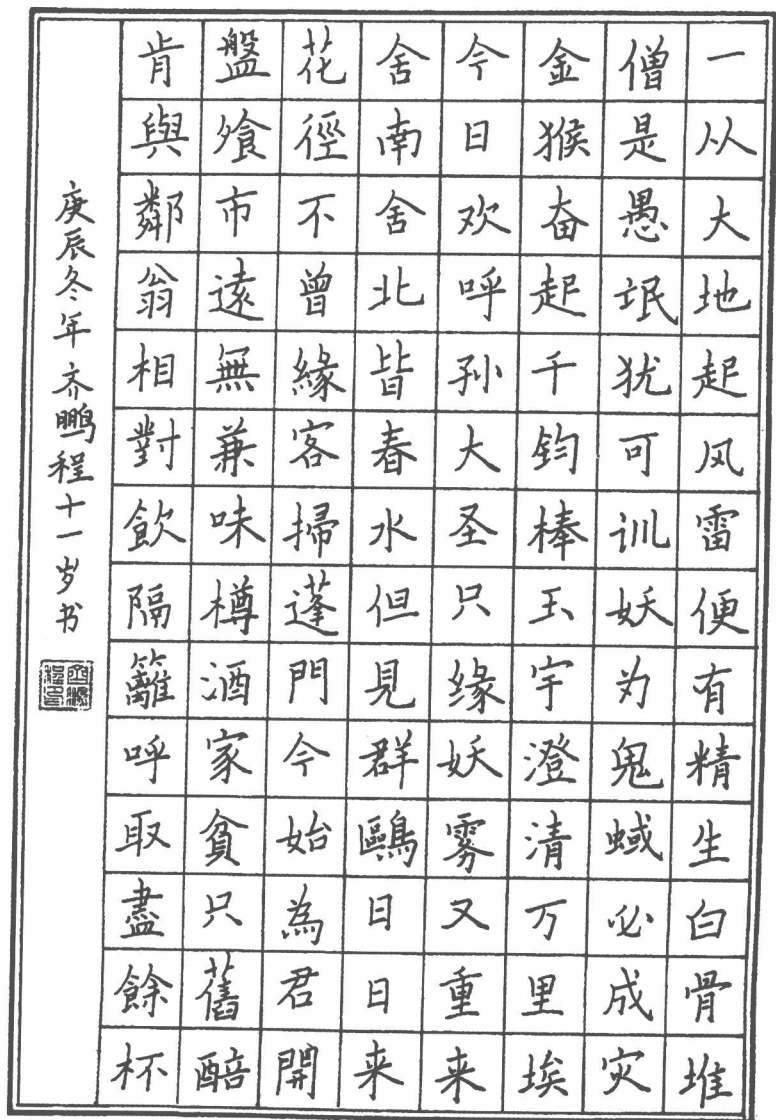 一从大地起风雷便有精生白骨堆
僧是愚氓犹可训妖为鬼蜮必成灾
金猴奋起千钧棒玉宇澄清万里埃
今日欢呼孙大圣只缘妖雾又重来
舍南舍北皆春水但見群鷗日日来
花徑不曾緣客掃蓬門今始為君開
盤飧市遠無兼味樽酒家貧只舊醅
肯與鄰翁相對飲隔籬呼取盡餘杯
庚辰冬年齐鹏程十一岁书